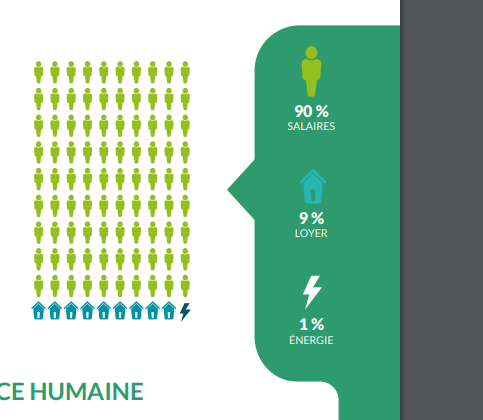 90 %
SALAIRES
9 %
LOYER
1 %
ÉNERGIE
CE HUMAINE